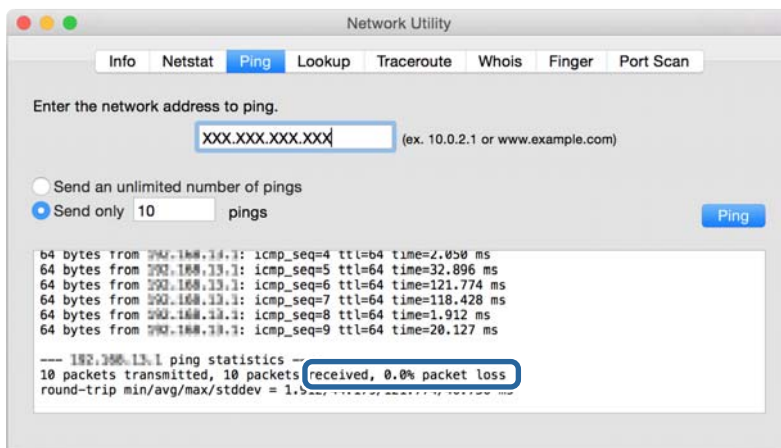 Network Utility
Info Netstat Ping Lookup Traceroute Whois Finger Port Scan
Enter the network address to ping.
XXX.XXX.XXX.XXX (ex. 10.0.2.1 or www.example.com)
Send an unlimited number of pings
Send only 10 pings
Ping
64 bytes from icmp_seq=4 ttl=64 time=2.050 ms
64 bytes from icmp_seq=5 ttl=64 time=32.896 ms
64 bytes from icmp_seq=6 ttl=64 time=121.774 ms
64 bytes from icmp_seq=7 ttl=64 time=118.428 ms
64 bytes from icmp_seq=8 ttl=64 time=1.912 ms
64 bytes from icmp_seq=9 ttl=64 time=20.127 ms
--- ping statistics --
10 packets transmitted, 10 packets received, 0.0% packet loss
round-trip min/avg/max/stddev = ms